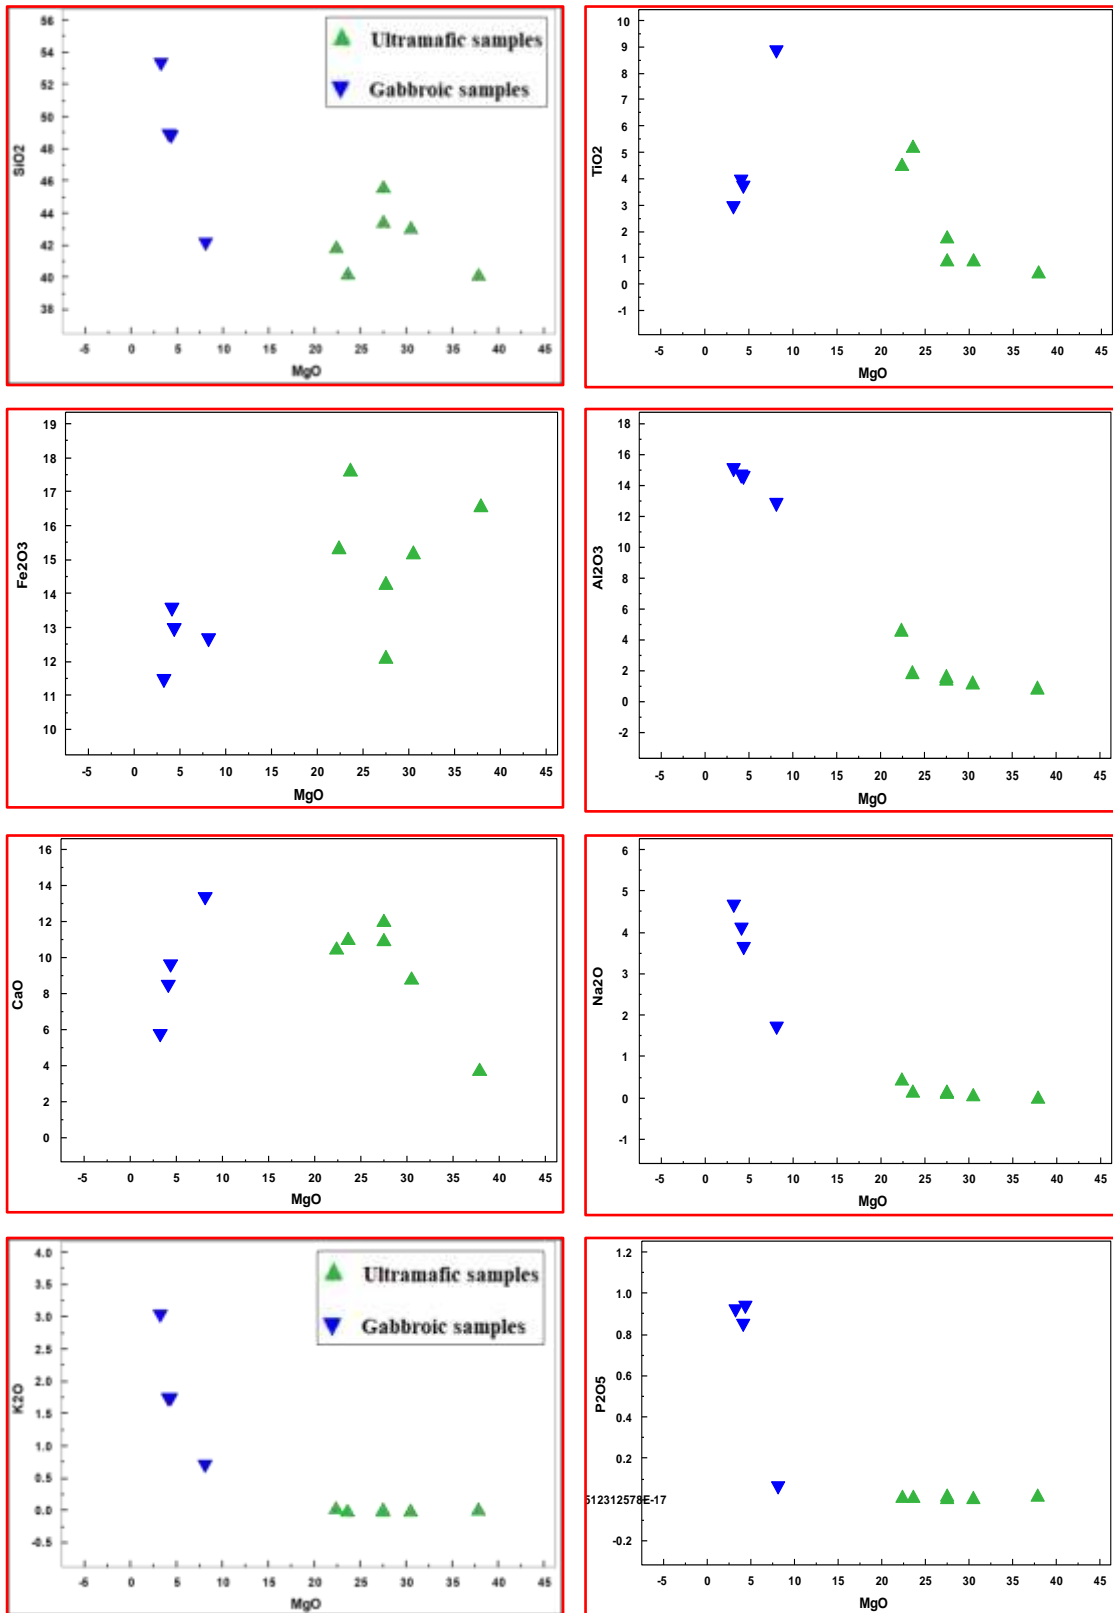 56
54
52
50
48
46
44
42
40
38
SiO2
Ultramafic samples
Gabbroic samples
-5 0 5 10 15 20 25 30 35 40 45
MgO
10
9
8
7
6
5
4
3
2
1
0
-1
TiO2
-5 0 5 10 15 20 25 30 35 40 45
MgO
19
18
17
16
15
14
13
12
11
10
Fe2O3
-5 0 5 10 15 20 25 30 35 40 45
MgO
18
16
14
12
10
8
6
4
2
0
-2
Al2O3
-5 0 5 10 15 20 25 30 35 40 45
MgO
16
14
12
10
8
6
4
2
0
CaO
-5 0 5 10 15 20 25 30 35 40 45
MgO
6
5
4
3
2
1
0
-1
Na2O
-5 0 5 10 15 20 25 30 35 40 45
MgO
4.0
3.5
3.0
2.5
2.0
1.5
1.0
0.5
0.0
-0.5
K2O
Ultramafic samples
Gabbroic samples
-5 0 5 10 15 20 25 30 35 40 45
MgO
1.2
1.0
0.8
0.6
0.4
0.2
512312578E-17
-0.2
P2O5
-5 0 5 10 15 20 25 30 35 40 45
MgO